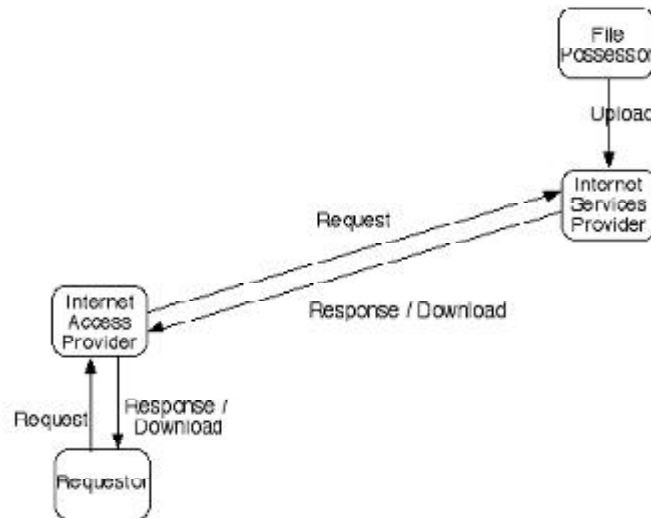 File
Possessor
Upload
Internet
Services
Provider
Request
Response / Download
Internet
Access
Provider
Request
Response /
Download
Requestor